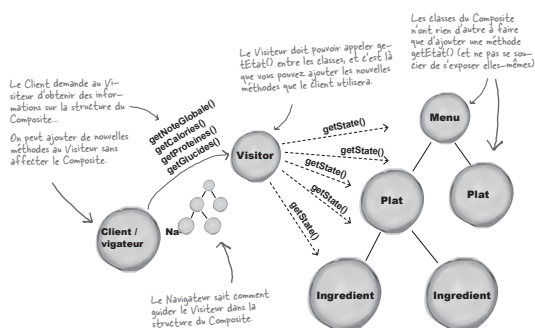 Les classes du Composite
n'ont rien d'autre à faire
que d'ajouter une méthode
getEtat() (et ne pas se sou-
cier de s'exposer elles-mêmes)
Le Visiteur doit pouvoir appeler ge-
tEtat() entre les classes, et c'est là
que vous pouvez ajouter les nouvelles
méthodes que le client utilisera.
Le Client demande au Vi-
siteur d'obtenir des infor-
mations sur la structure du
Composite...
On peut ajouter de nouvelles
méthodes au Visiteur sans
affecter le Composite.
getNoteGlobale()
getCalories()
getProteines()
getGlucides()
Visitor
getState()
getState()
getState()
getState()
getState()
Menu
Plat
Plat
Client /
vigateur
Na-
Ingredient
Ingredient
Le Navigateur sait comment
guider le Visiteur dans la
structure du Composite.